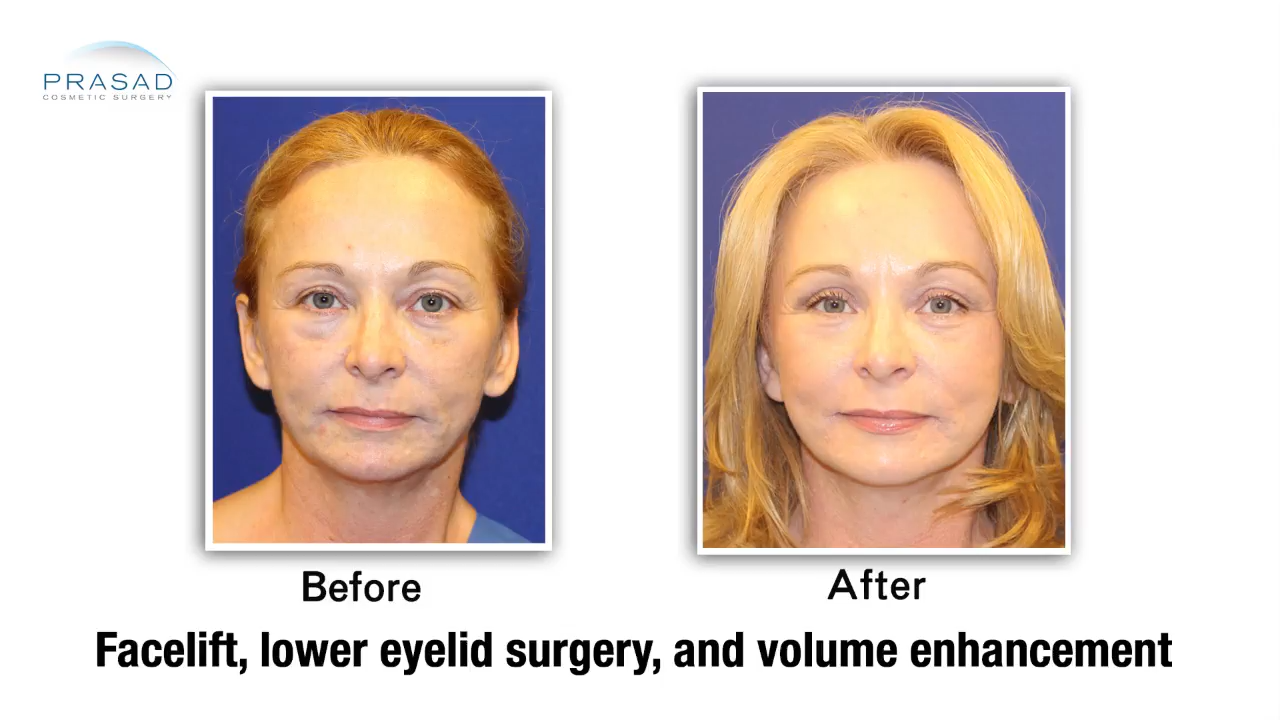 PRASAD
COSMETIC SURGERY
Before
After
Facelift, lower eyelid surgery, and volume enhancement